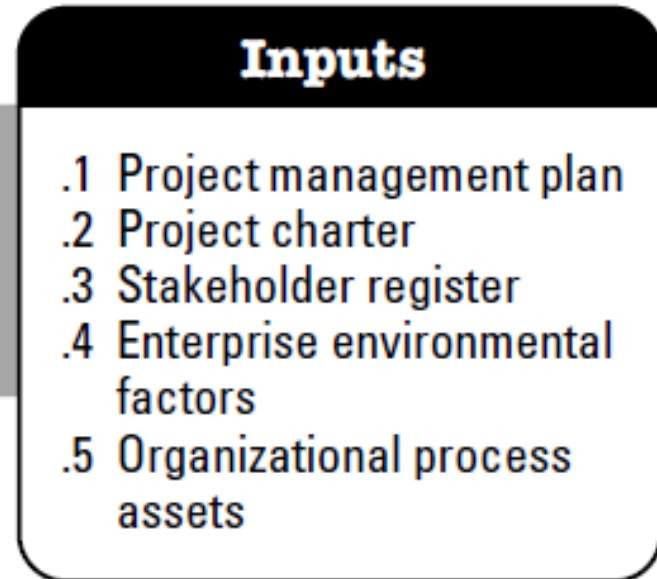 Inputs
.1 Project management plan
.2 Project charter
.3 Stakeholder register
.4 Enterprise environmental
factors
.5 Organizational process
assets